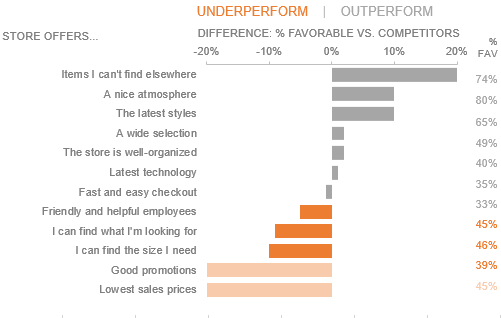 UNDERPERFORM | OUTPERFORM
STORE OFFERS...
DIFFERENCE: % FAVORABLE VS. COMPETITORS
%
FAV
-20% -10% 0% 10% 20%
Items I can't find elsewhere 74%
A nice atmosphere 80%
The latest styles 65%
A wide selection 49%
The store is well-organized 40%
Latest technology 35%
Fast and easy checkout 33%
Friendly and helpful employees 45%
I can find what I'm looking for 46%
I can find the size I need 39%
Good promotions 45%
Lowest sales prices